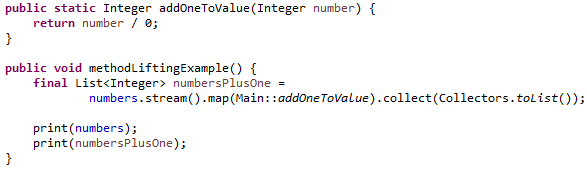 public static Integer addOneToValue(Integer number) {
    return number / 0;
}
public void methodLiftingExample() {
    final List<Integer> numbersPlusOne =
            numbers.stream().map(Main::addOneToValue).collect(Collectors.toList());
    print(numbers);
    print(numbersPlusOne);
}